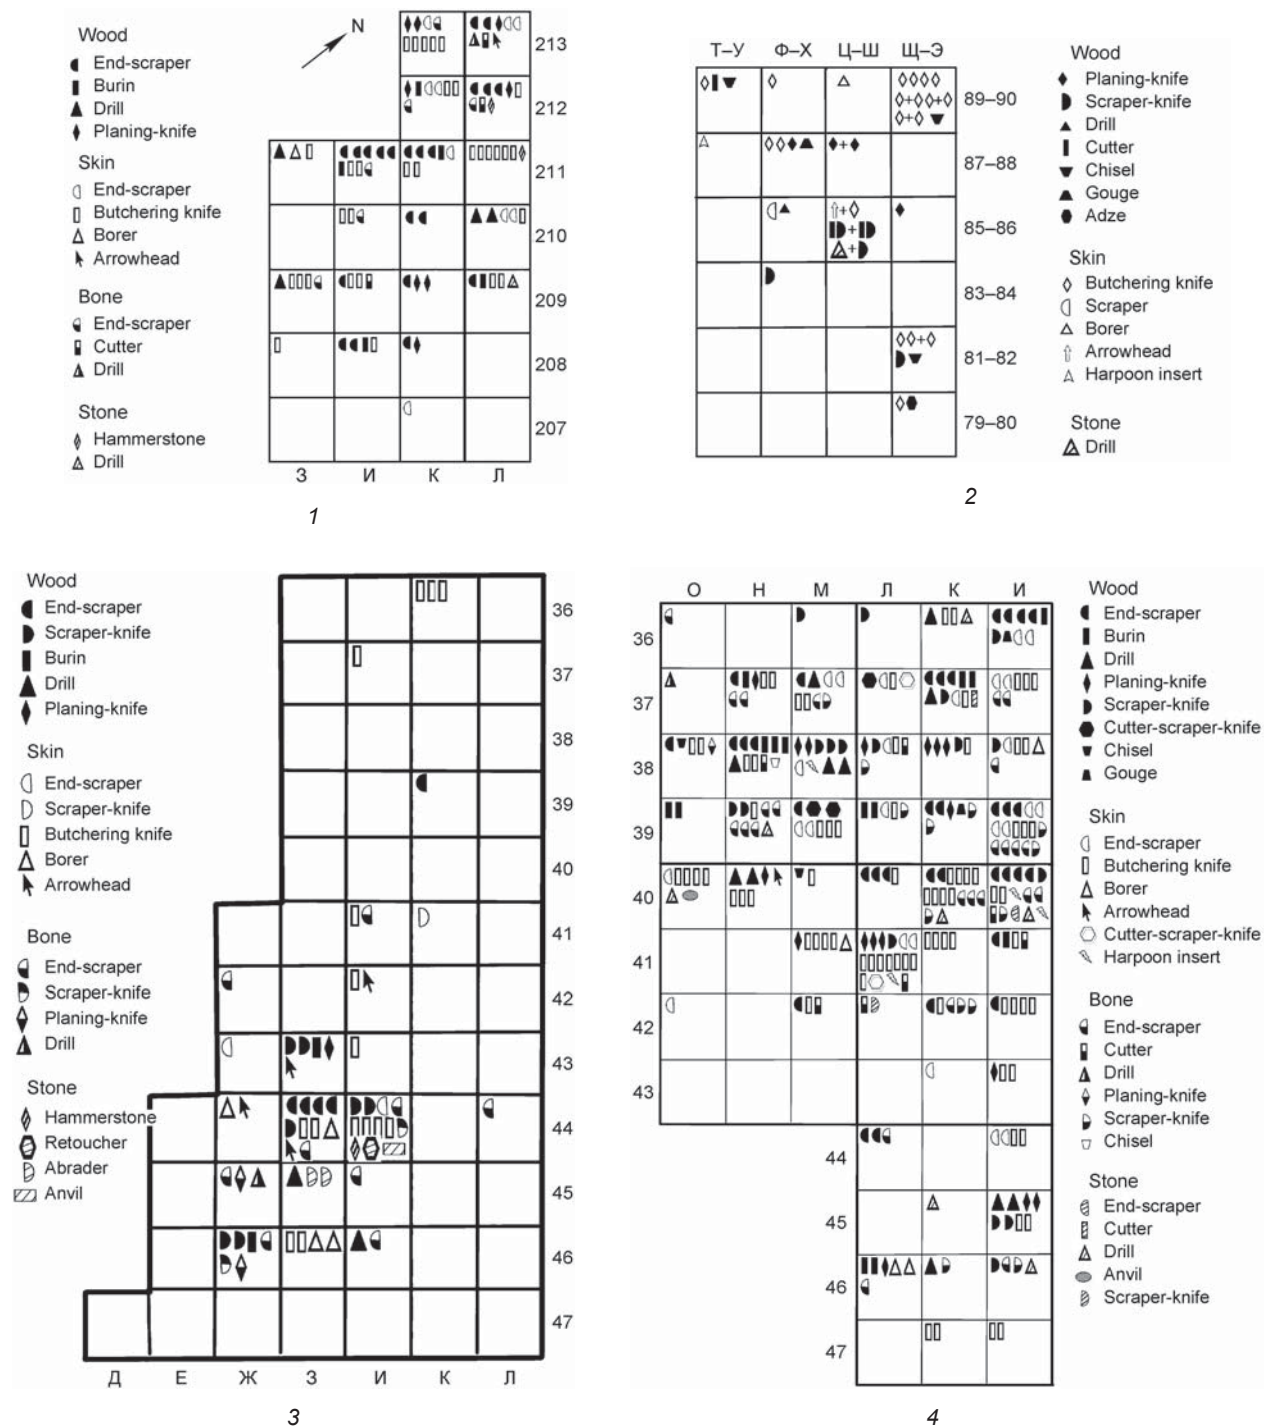 Wood
End-scraper
Burin
Drill
Planing-knife
Skin
End-scraper
Butchering knife
Borer
Arrowhead
Bone
End-scraper
Cutter
Drill
Stone
Hammerstone
Drill
N
213
212
211
210
209
208
207
З И К Л
1
Т–У Ф–Х Ц–Ш Щ–Э
89–90
87–88
85–86
83–84
81–82
79–80
Wood
Planing-knife
Scraper-knife
Drill
Cutter
Chisel
Gouge
Adze
Skin
Butchering knife
Scraper
Borer
Arrowhead
Harpoon insert
Stone
Drill
2
Wood
End-scraper
Scraper-knife
Burin
Drill
Planing-knife
Skin
End-scraper
Scraper-knife
Butchering knife
Borer
Arrowhead
Bone
End-scraper
Scraper-knife
Planing-knife
Drill
Stone
Hammerstone
Retoucher
Abrader
Anvil
36
37
38
39
40
41
42
43
44
45
46
47
Д Е Ж З И К Л
3
О Н М Л К И
36
37
38
39
40
41
42
43
44
45
46
47
Wood
End-scraper
Burin
Drill
Planing-knife
Scraper-knife
Cutter-scraper-knife
Chisel
Gouge
Skin
End-scraper
Butchering knife
Borer
Arrowhead
Cutter-scraper-knife
Harpoon insert
Bone
End-scraper
Cutter
Drill
Planing-knife
Scraper-knife
Chisel
Stone
End-scraper
Cutter
Drill
Anvil
Scraper-knife
4